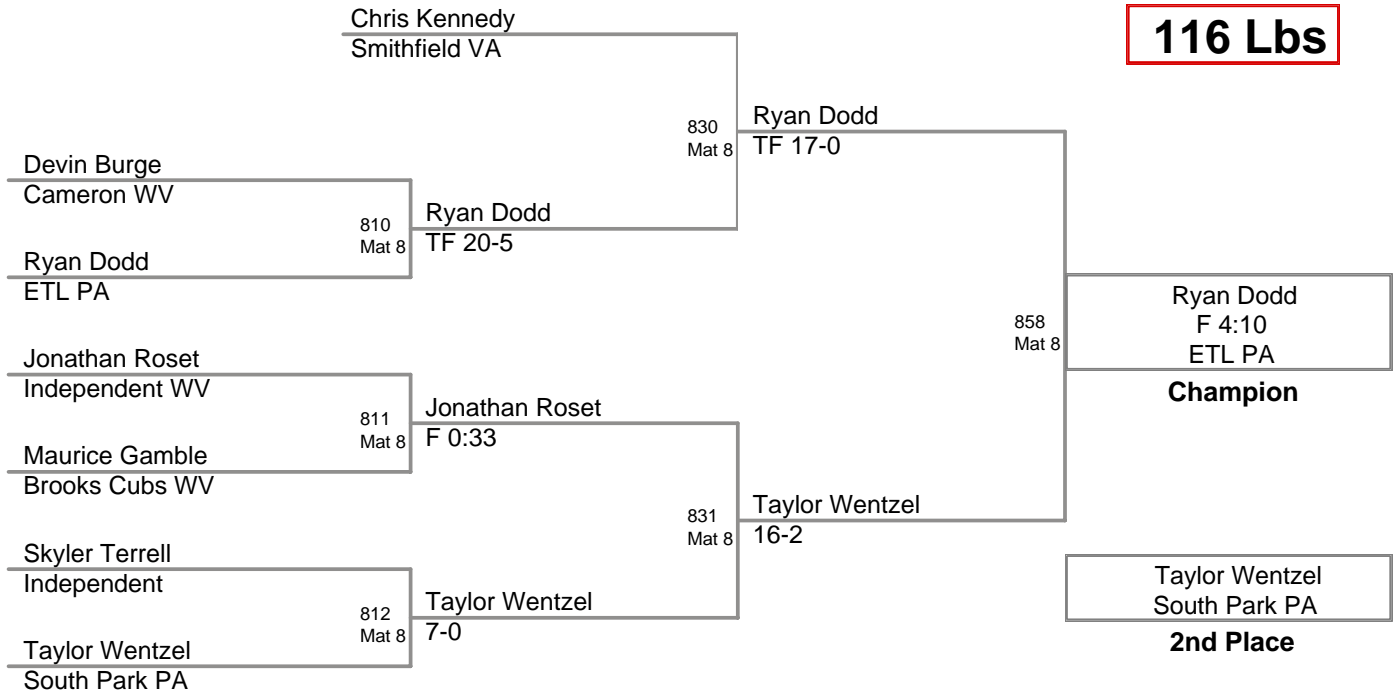 116 Lbs
Chris Kennedy
Smithfield VA
830
Mat 8
Ryan Dodd
TF 17-0
Devin Burge
Cameron WV
810
Mat 8
Ryan Dodd
TF 20-5
Ryan Dodd
ETL PA
858
Mat 8
Ryan Dodd
F 4:10
ETL PA
Champion
Jonathan Roset
Independent WV
811
Mat 8
Jonathan Roset
F 0:33
Maurice Gamble
Brooks Cubs WV
831
Mat 8
Taylor Wentzel
16-2
Skyler Terrell
Independent
812
Mat 8
Taylor Wentzel
7-0
Taylor Wentzel
South Park PA
Taylor Wentzel
South Park PA
2nd Place